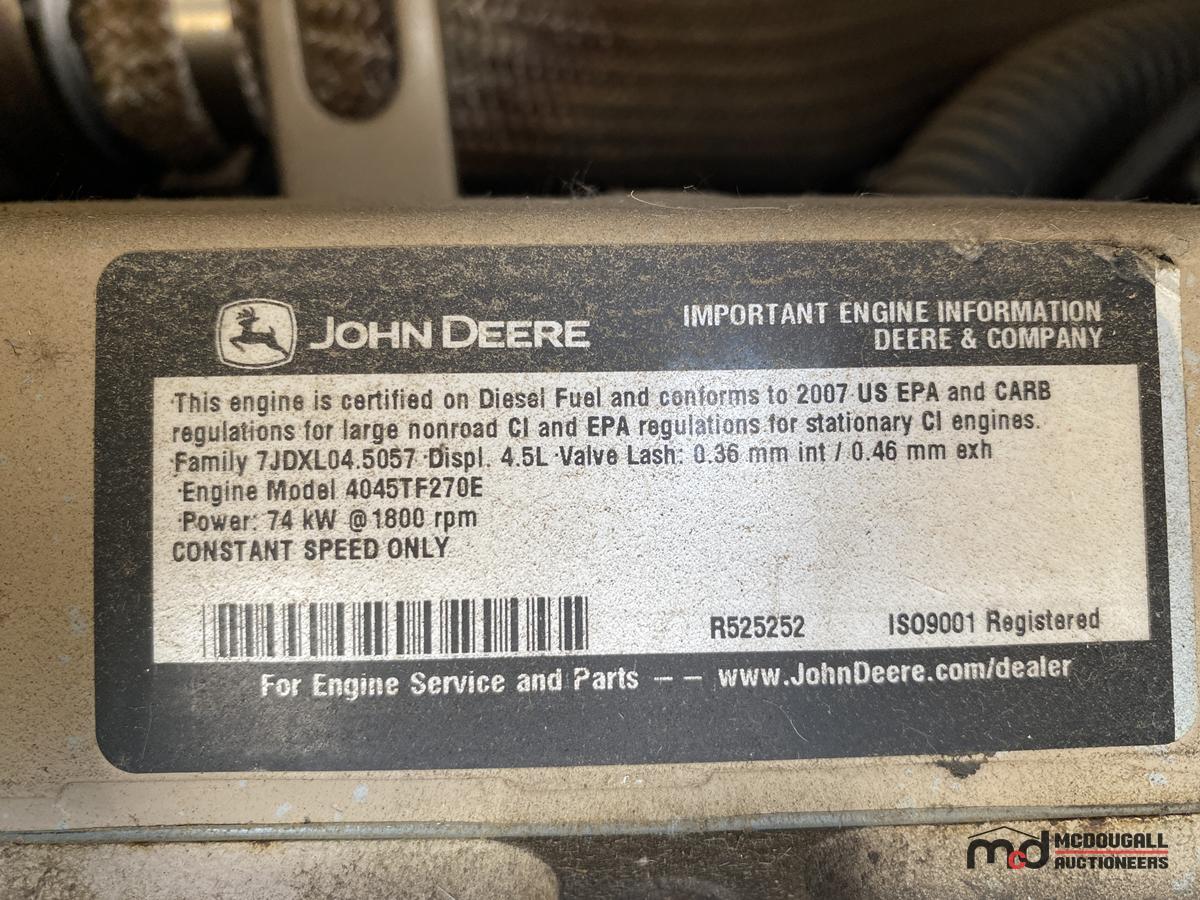 JOHN DEERE
IMPORTANT ENGINE INFORMATION
DEERE & COMPANY
This engine is certified on Diesel Fuel and conforms to 2007 US EPA and CARB
regulations for large nonroad CI and EPA regulations for stationary CI engines.
Family 7JDXL04.5057 Displ. 4.5L Valve Lash: 0.36 mm int / 0.46 mm exh
Engine Model 4045TF270E
Power: 74 kW @1800 rpm
CONSTANT SPEED ONLY
R525252 ISO9001 Registered
For Engine Service and Parts -- www.JohnDeere.com/dealer
mcd MCDOUGALL
AUCTIONEERS